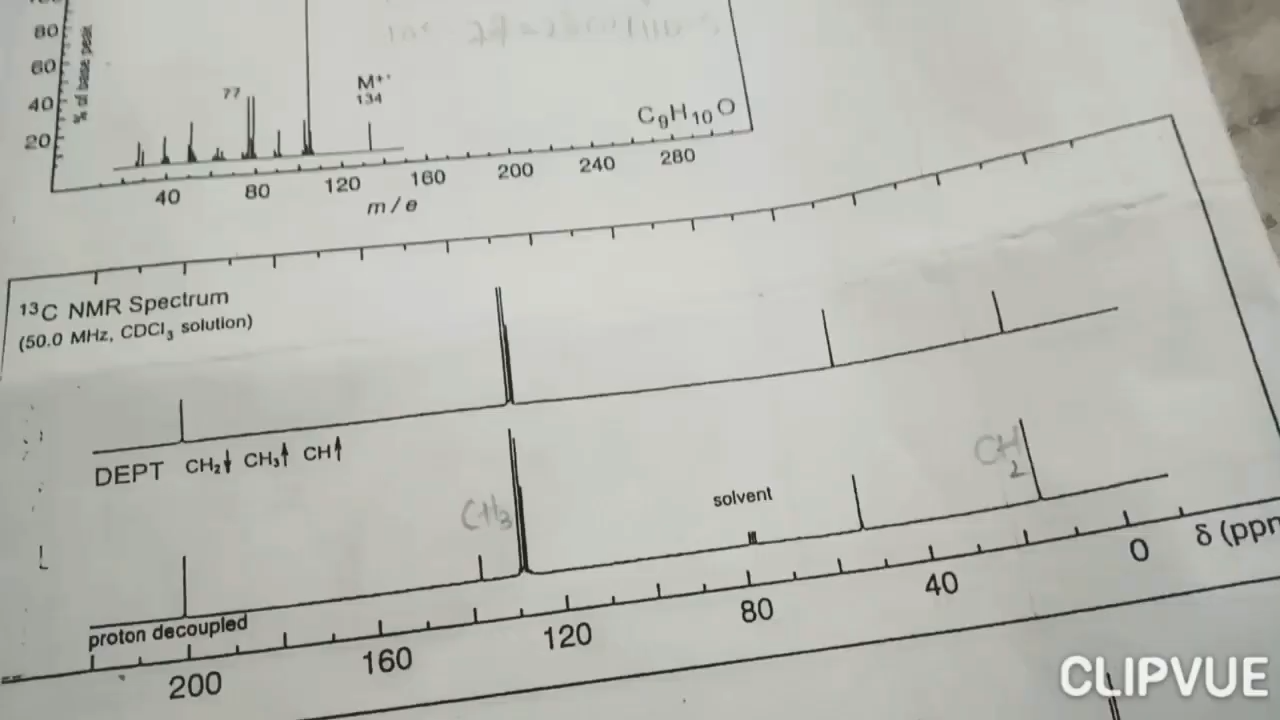 100
80
60
40
20
% of base peak
77
M+·
134
C9H10O
40 80 120 160 200 240 280
m / e
13C NMR Spectrum
(50.0 MHz, CDCl3 solution)
DEPT CH2↓ CH3↑ CH↑
CH3
solvent
CH2
proton decoupled
200 160 120 80 40 0 δ (ppm
CLIPVUE